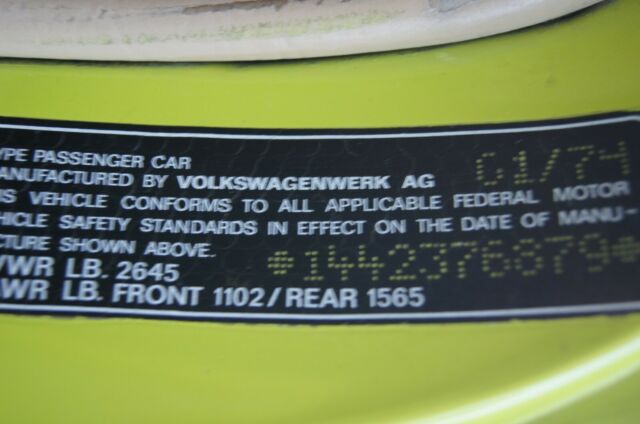 YPE PASSENGER CAR
ANUFACTURED BY VOLKSWAGENWERK AG 01/74
IS VEHICLE CONFORMS TO ALL APPLICABLE FEDERAL MOTOR
HICLE SAFETY STANDARDS IN EFFECT ON THE DATE OF MANU-
CTURE SHOWN ABOVE. *1442376879*
VWR LB. 2645
AWR LB. FRONT 1102/REAR 1565